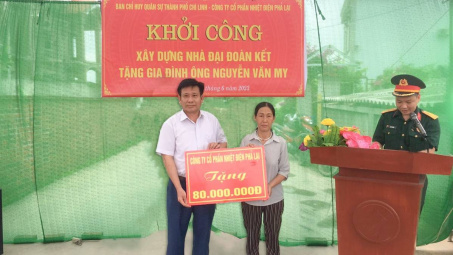 BAN CHỈ HUY QUÂN SỰ THÀNH PHỐ CHÍ LINH - CÔNG TY CỔ PHẦN NHIỆT ĐIỆN PHẢ LẠI
KHỞI CÔNG
XÂY DỰNG NHÀ ĐẠI ĐOÀN KẾT
TẶNG GIA ĐÌNH ÔNG NGUYỄN VĂN MY
tháng 6 năm 2023
CÔNG TY CỔ PHẦN NHIỆT ĐIỆN PHẢ LẠI
Tặng
80.000.000Đ